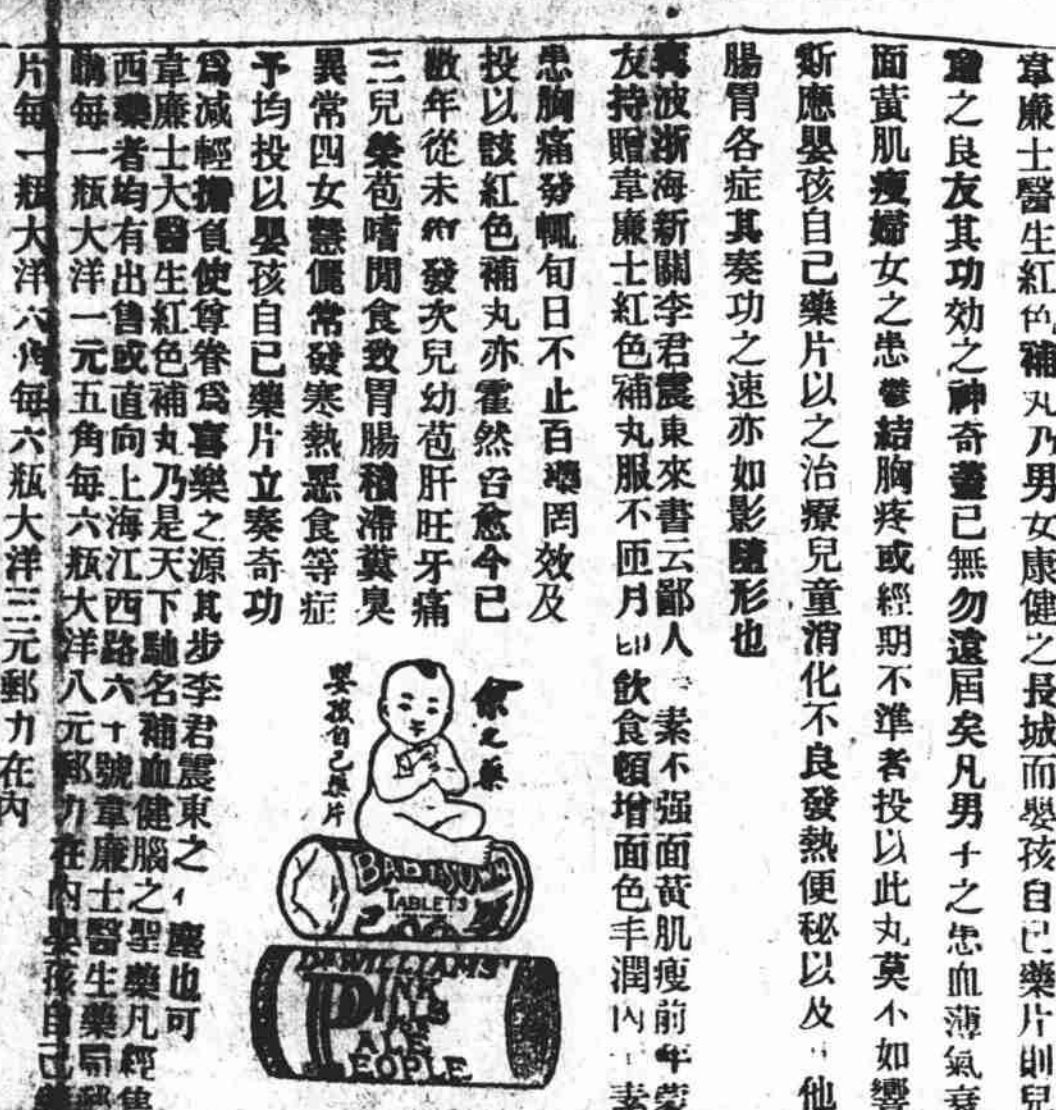 韋廉士醫生紅色補丸乃男女康健之長城而嬰孩自已藥片則兒
童之良友其功効之神奇藎已無勿遠屆矣凡男子之患血薄氣衰
面黃肌瘦婦女之患鬱結胸疼或經期不準者投以此丸莫不如響
斯應嬰孩自己藥片以之治療兒童消化不良發熱便秘以及其他
腸胃各症其奏功之速亦如影隨形也
寗波浙海新關李君震東來書云鄙人素不强面黃肌瘦前年蒙
友持贈韋廉士紅色補丸服不匝月即飲食頓增面色丰潤內子素
患胸痛發輒旬日不止百藥罔效及
投以該紅色補丸亦霍然告愈今已
數年從未一發次兒幼苞肝旺牙痛
三兒榮苞嗜閒食致胃腸積滯糞臭
異常四女慧儷常發寒熱惡食等症
予均投以嬰孩自已藥片立奏奇功
保之藥
嬰孩自己藥片
BABY'S OWN
TABLETS
DR WILLIAMS'
PINK
PILLS
PALE
PEOPLE
爲減輕擔負使尊眷爲喜樂之源其步李君震東之塵也可
韋廉士大醫生紅色補丸乃是天下馳名補血健腦之聖藥凡經售
西藥者均有出售或直向上海江西路六十號韋廉士醫生藥局郵
購每一瓶大洋一元五角每六瓶大洋八元郵力在內嬰孩自己藥
片每一瓶大洋六角每六瓶大洋三元郵力在內